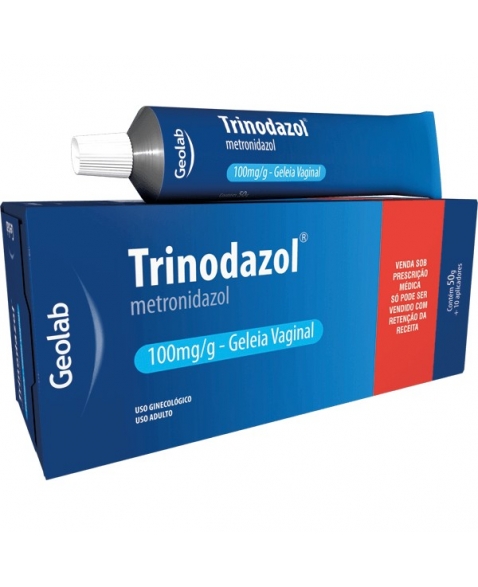 Trinodazol®
metronidazol
100mg/g - Geleia Vaginal
Geolab
Trinodazol®
metronidazol
100mg/g - Geleia Vaginal
Geolab
USO GINECOLÓGICO
USO ADULTO
VENDA SOB
PRESCRIÇÃO
MÉDICA
SÓ PODE SER
VENDIDO COM
RETENÇÃO DA
RECEITA
Contém 50g
+ 10 aplicadores